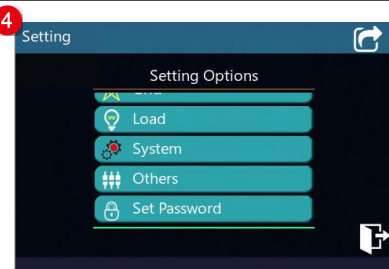 4
Setting
Setting Options
Load
System
Others
Set Password